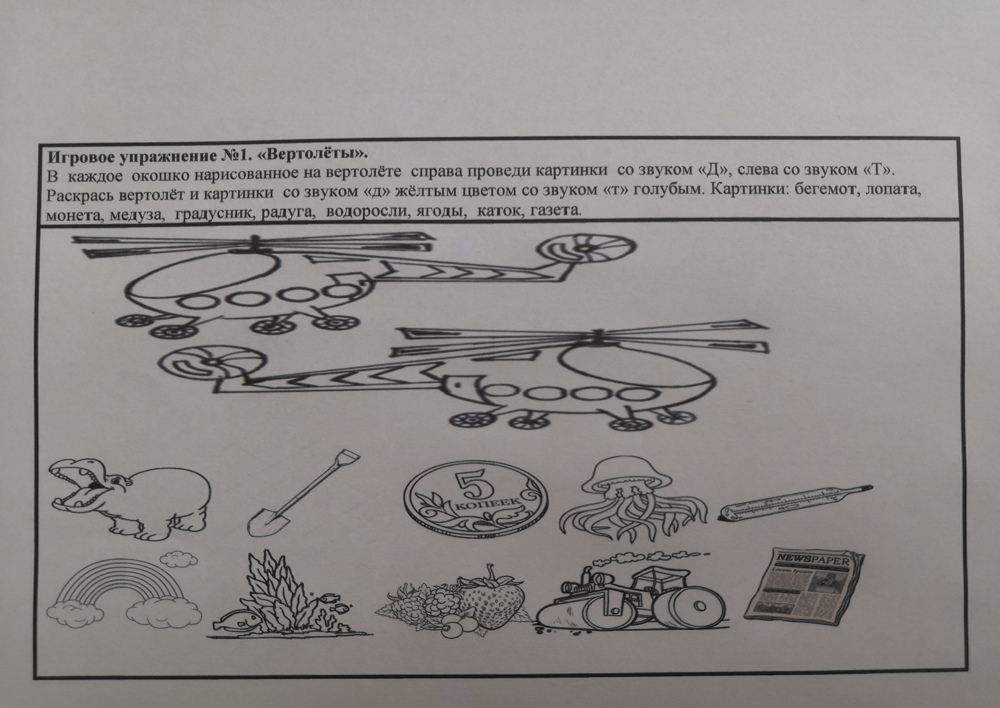 Игровое упражнение №1. «Вертолёты».
В каждое окошко нарисованное на вертолёте справа проведи картинки со звуком «Д», слева со звуком «Т».
Раскрась вертолёт и картинки со звуком «д» жёлтым цветом со звуком «т» голубым. Картинки: бегемот, лопата,
монета, медуза, градусник, радуга, водоросли, ягоды, каток, газета.
5
КОПЕЕК
NEWSPAPER
Lorem Ipsum